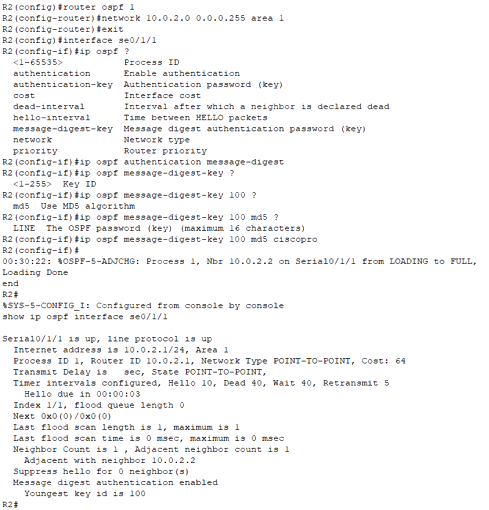 R2(config)#router ospf 1
R2(config-router)#network 10.0.2.0 0.0.0.255 area 1
R2(config-router)#exit
R2(config)#interface se0/1/1
R2(config-if)#ip ospf ?
  <1-65535>            Process ID
  authentication       Enable authentication
  authentication-key   Authentication password (key)
  cost                 Interface cost
  dead-interval        Interval after which a neighbor is declared dead
  hello-interval       Time between HELLO packets
  message-digest-key   Message digest authentication password (key)
  network              Network type
  priority             Router priority
R2(config-if)#ip ospf authentication message-digest
R2(config-if)#ip ospf message-digest-key ?
  <1-255>  Key ID
R2(config-if)#ip ospf message-digest-key 100 ?
  md5  Use MD5 algorithm
R2(config-if)#ip ospf message-digest-key 100 md5 ?
  LINE  The OSPF password (key) (maximum 16 characters)
R2(config-if)#ip ospf message-digest-key 100 md5 ciscopro
R2(config-if)#
00:30:22: %OSPF-5-ADJCHG: Process 1, Nbr 10.0.2.2 on Serial0/1/1 from LOADING to FULL,
Loading Done
end
R2#
%SYS-5-CONFIG_I: Configured from console by console
show ip ospf interface se0/1/1

Serial0/1/1 is up, line protocol is up
  Internet address is 10.0.2.1/24, Area 1
  Process ID 1, Router ID 10.0.2.1, Network Type POINT-TO-POINT, Cost: 64
  Transmit Delay is   sec, State POINT-TO-POINT,
  Timer intervals configured, Hello 10, Dead 40, Wait 40, Retransmit 5
    Hello due in 00:00:03
  Index 1/1, flood queue length 0
  Next 0x0(0)/0x0(0)
  Last flood scan length is 1, maximum is 1
  Last flood scan time is 0 msec, maximum is 0 msec
  Neighbor Count is 1 , Adjacent neighbor count is 1
    Adjacent with neighbor 10.0.2.2
  Suppress hello for 0 neighbor(s)
  Message digest authentication enabled
    Youngest key id is 100
R2#